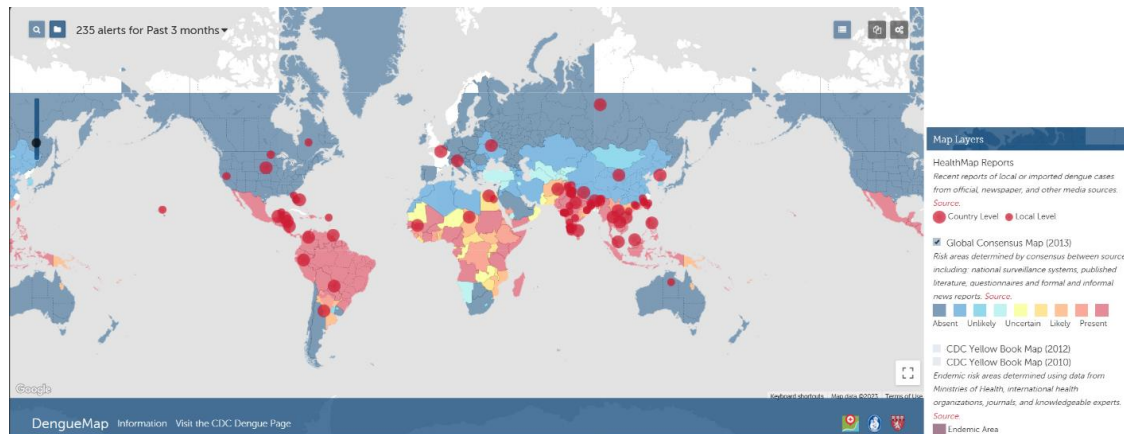 235 alerts for Past 3 months
Google
Keyboard shortcuts Map data ©2023 Terms of Use
DengueMap Information Visit the CDC Dengue Page
Map Layers
HealthMap Reports
Recent reports of local or imported dengue cases
from official, newspaper, and other media sources.
Source.
Country Level Local Level
Global Consensus Map (2013)
Risk areas determined by consensus between source
including: national surveillance systems, published
literature, questionnaires and formal and informal
news reports. Source.
Absent Unlikely Uncertain Likely Present
CDC Yellow Book Map (2012)
CDC Yellow Book Map (2010)
Endemic risk areas determined using data from
Ministries of Health, international health
organizations, journals, and knowledgeable experts.
Source.
Endemic Area